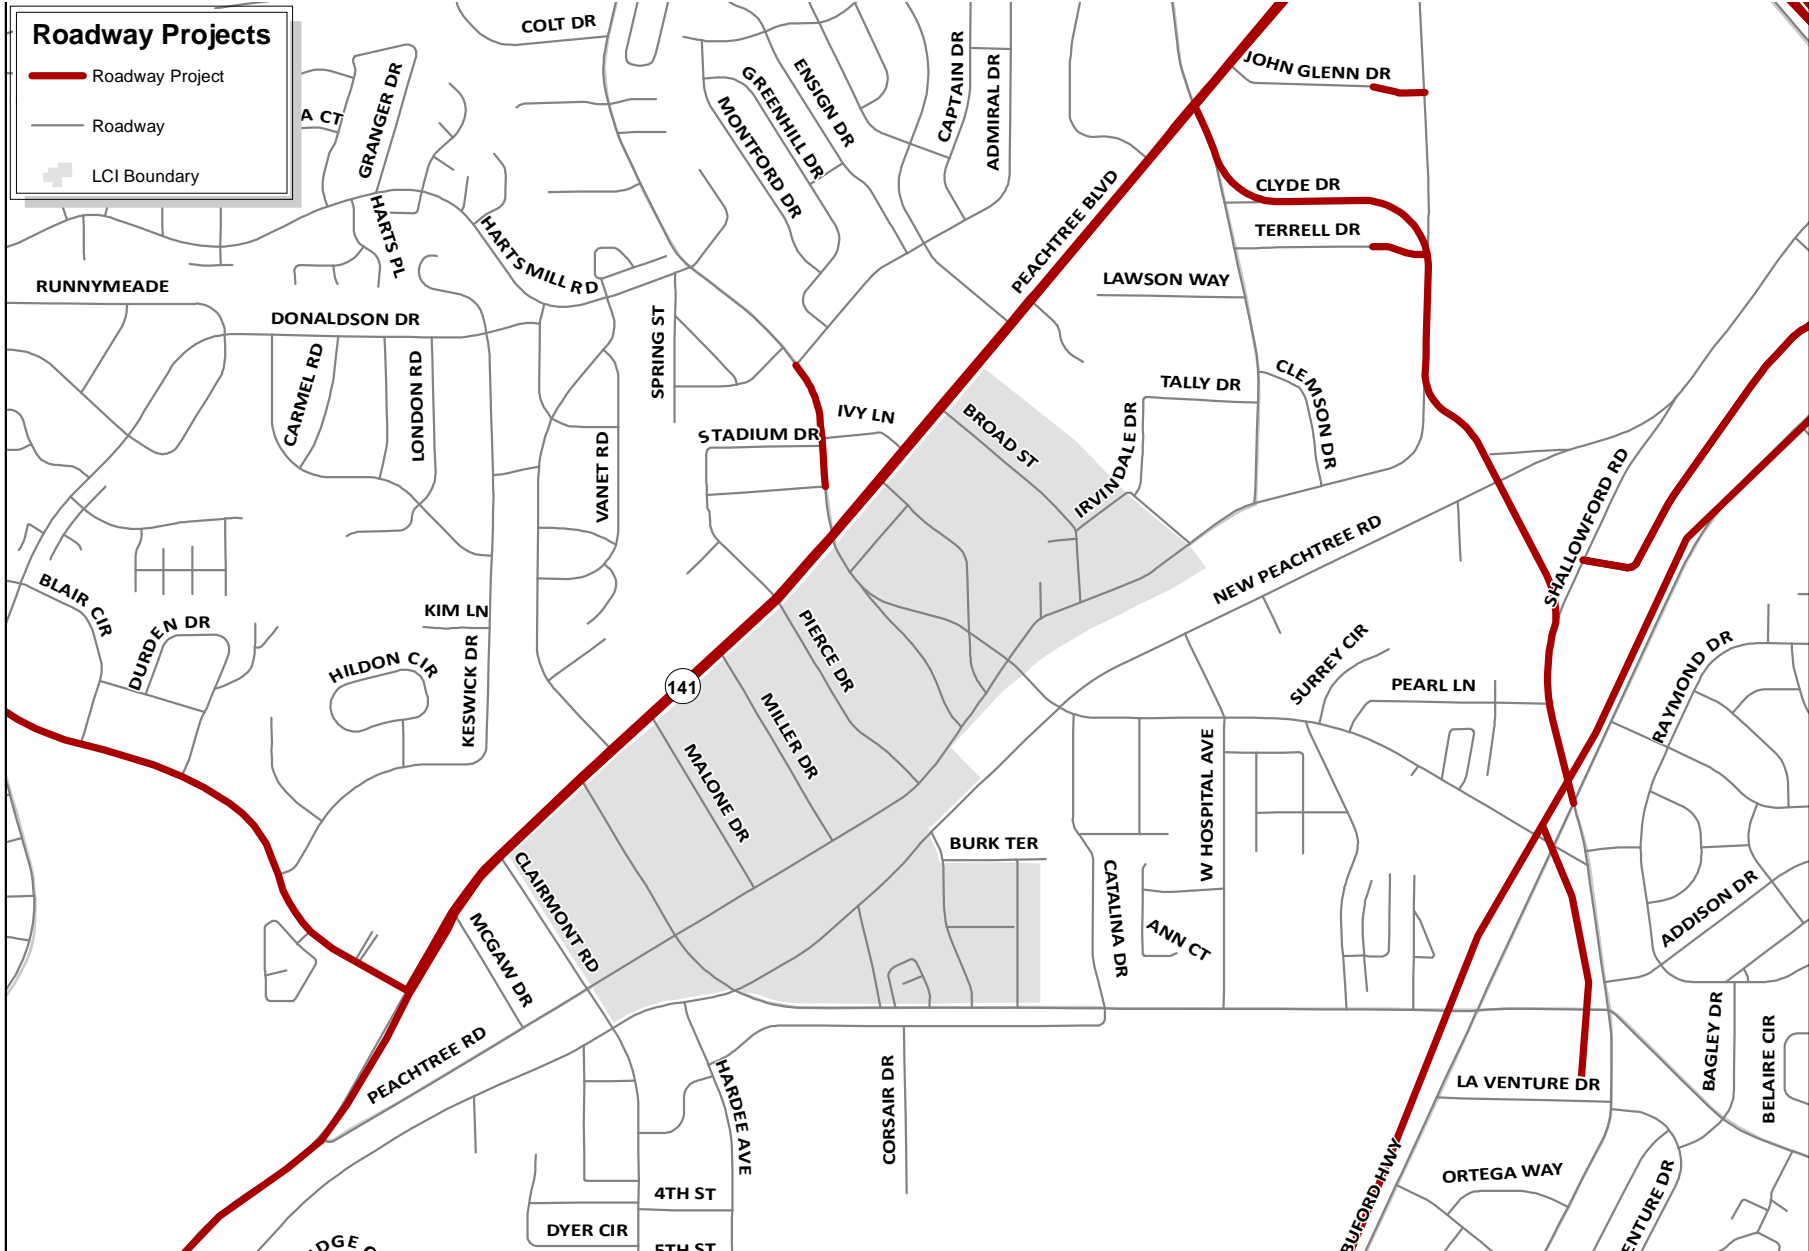 Roadway Projects
Roadway Project
Roadway
LCI Boundary
COLT DR
A CT
GRANGER DR
HARTS PL
HARTS MILL RD
GREENHILL DR
ENSIGN DR
MONTFORD DR
CAPTAIN DR
ADMIRAL DR
JOHN GLENN DR
CLYDE DR
TERRELL DR
PEACHTREE BLVD
LAWSON WAY
RUNNYMEADE
DONALDSON DR
CARMEL RD
LONDON RD
SPRING ST
VANET RD
STADIUM DR
IVY LN
BROAD ST
TALLY DR
IRVINDALE DR
CLEMSON DR
NEW PEACHTREE RD
SHALLOWFORD RD
BLAIR CIR
DURDEN DR
KIM LN
HILDON CIR
KESWICK DR
141
PIERCE DR
MILLER DR
MALONE DR
SURREY CIR
PEARL LN
RAYMOND DR
W HOSPITAL AVE
BURK TER
CATALINA DR
ANN CT
CLAIRMONT RD
MCGAW DR
ADDISON DR
PEACHTREE RD
HARDEE AVE
CORSAIR DR
LA VENTURE DR
BAGLEY DR
BELAIRE CIR
BUFORD HWY
ORTEGA WAY
ENTURE DR
4TH ST
DYER CIR
5TH ST
DGE